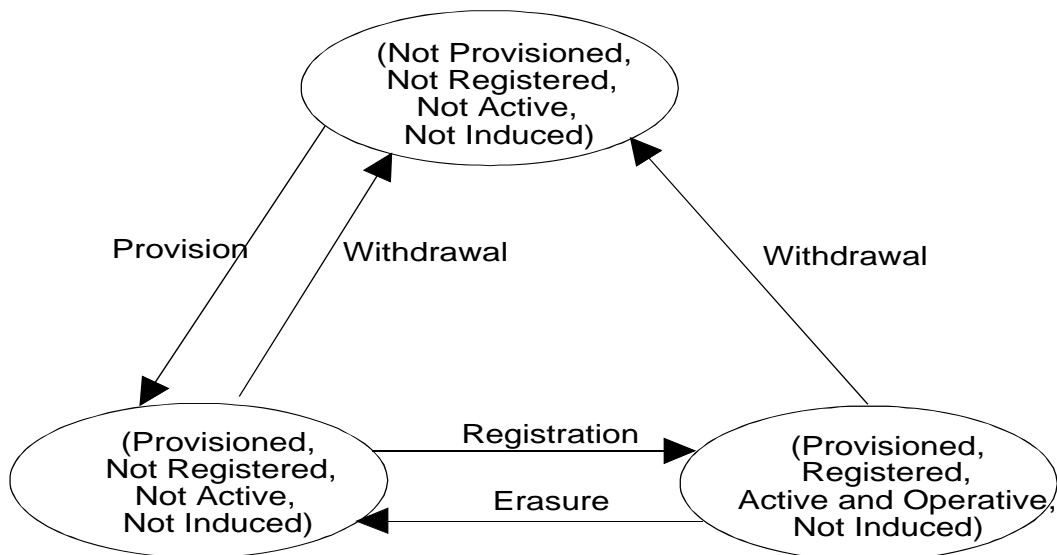 (Not Provisioned,
Not Registered,
Not Active,
Not Induced)
Provision
Withdrawal
Withdrawal
(Provisioned,
Not Registered,
Not Active,
Not Induced)
Registration
Erasure
(Provisioned,
Registered,
Active and Operative,
Not Induced)